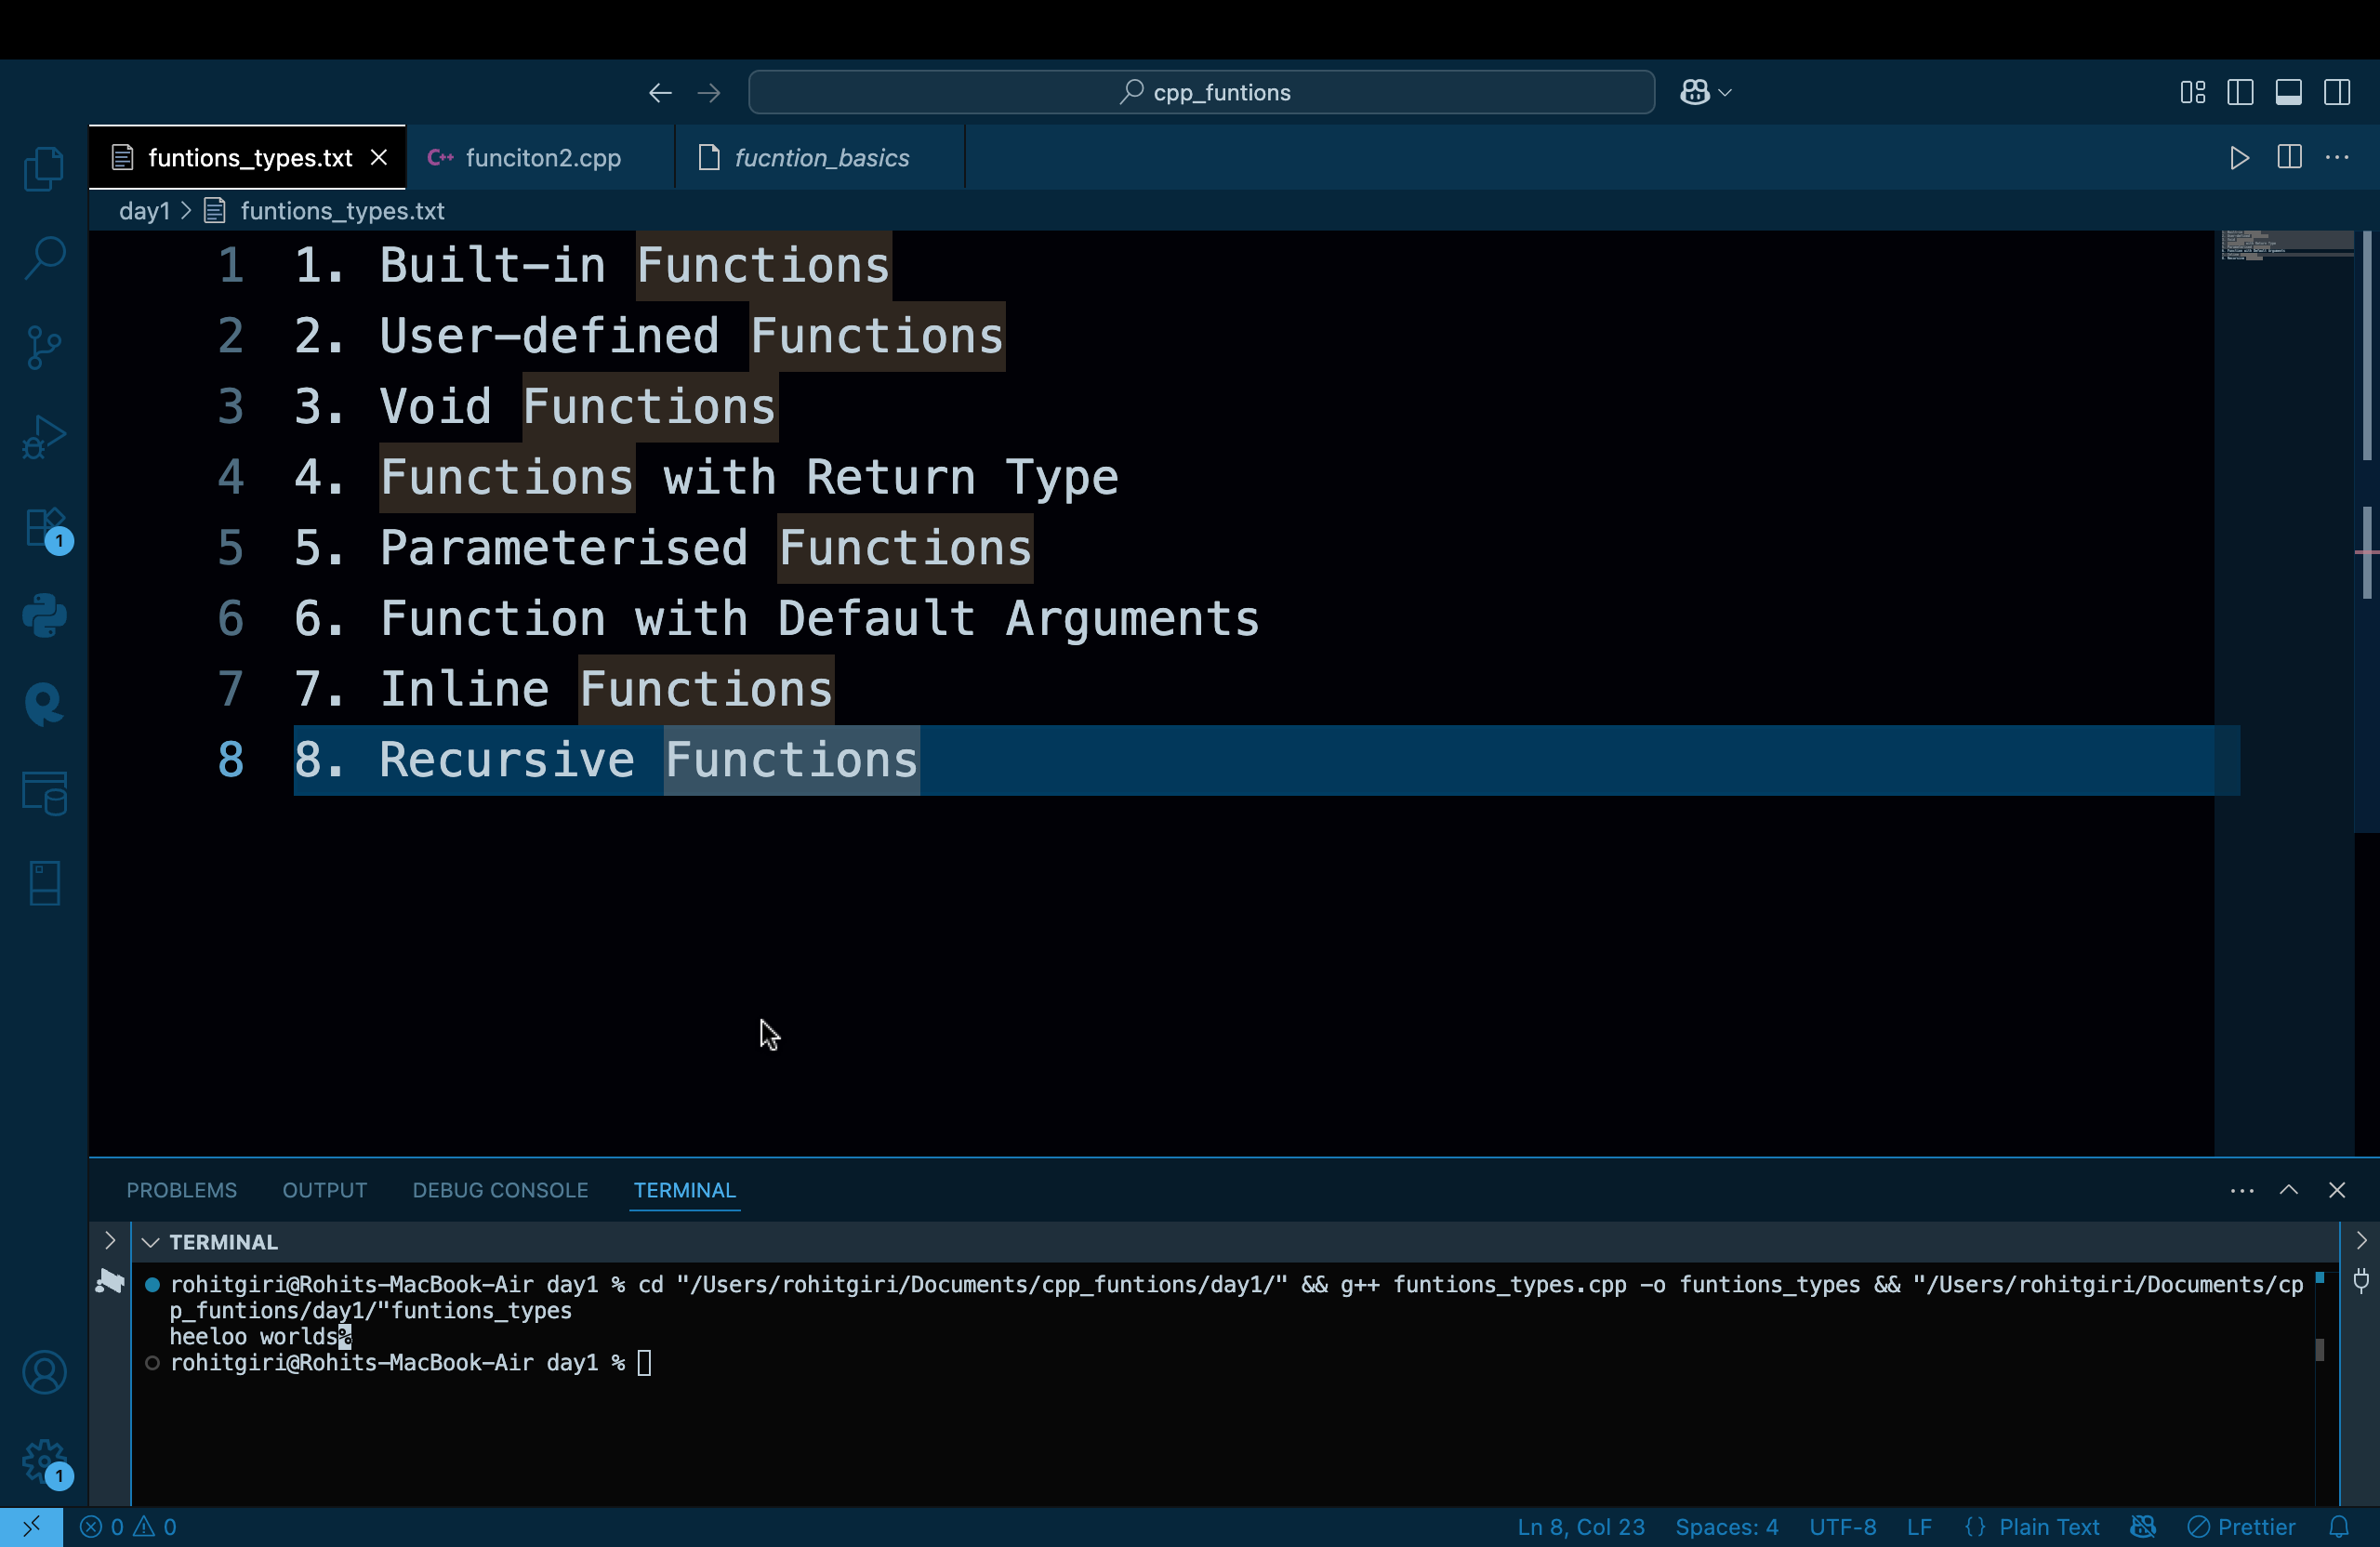 cpp_funtions
funtions_types.txt
funciton2.cpp
fucntion_basics
day1 > funtions_types.txt
1 1. Built-in Functions
2 2. User-defined Functions
3 3. Void Functions
4 4. Functions with Return Type
5 5. Parameterised Functions
6 6. Function with Default Arguments
7 7. Inline Functions
8 8. Recursive Functions
1
PROBLEMS OUTPUT DEBUG CONSOLE TERMINAL
TERMINAL
rohitgiri@Rohits-MacBook-Air day1 % cd "/Users/rohitgiri/Documents/cpp_funtions/day1/" && g++ funtions_types.cpp -o funtions_types && "/Users/rohitgiri/Documents/cp
p_funtions/day1/"funtions_types
heeloo worlds%
rohitgiri@Rohits-MacBook-Air day1 %
1
0 0 Ln 8, Col 23 Spaces: 4 UTF-8 LF {} Plain Text Prettier